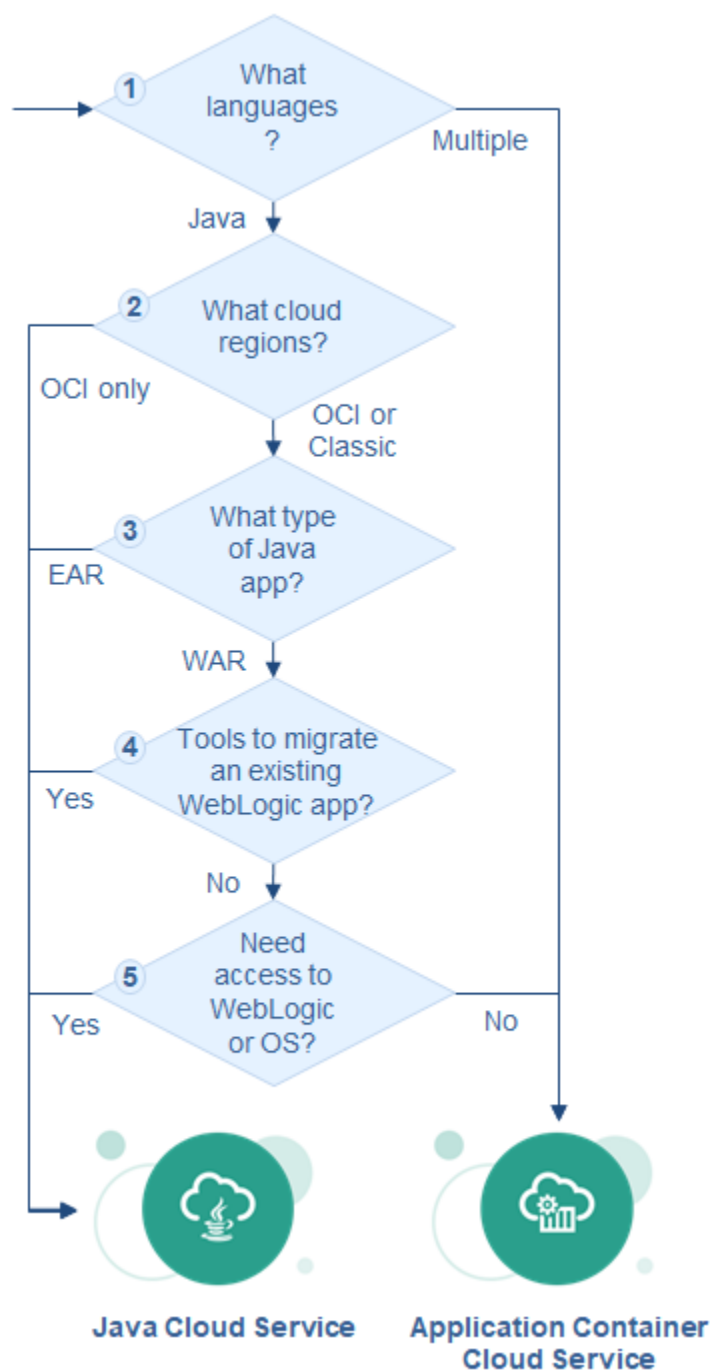 1
What
languages
?
Multiple
Java
2
What cloud
regions?
OCI only
OCI or
Classic
3
What type
of Java
app?
EAR
WAR
4
Tools to migrate
an existing
WebLogic app?
Yes
No
5
Need
access to
WebLogic
or OS?
Yes
No
Java Cloud Service
Application Container
Cloud Service